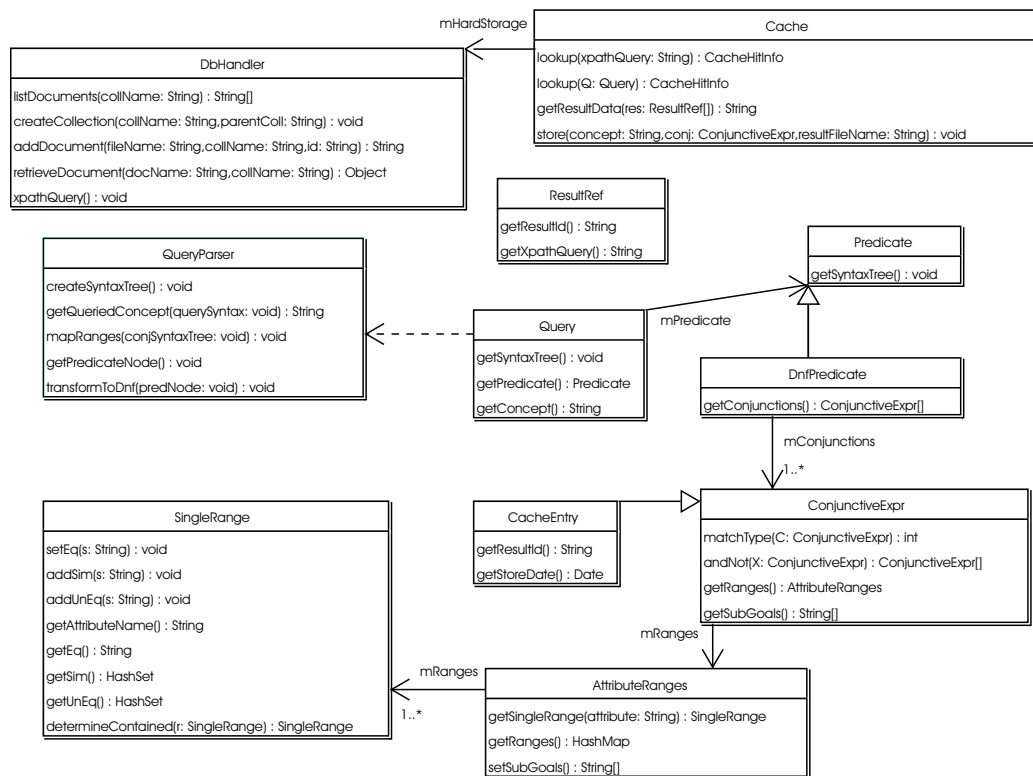 mHardStorage
Cache
lookup(xpathQuery: String) : CacheHitInfo
lookup(Q: Query) : CacheHitInfo
getResultData(res: ResultRef[]) : String
store(concept: String,conj: ConjunctiveExpr,resultFileName: String) : void
DbHandler
listDocuments(collName: String) : String[]
createCollection(collName: String,parentColl: String) : void
addDocument(fileName: String,collName: String,id: String) : String
retrieveDocument(docName: String,collName: String) : Object
xpathQuery() : void
ResultRef
getResultId() : String
getXpathQuery() : String
Predicate
getSyntaxTree() : void
QueryParser
createSyntaxTree() : void
getQueriedConcept(querySyntax: void) : String
mapRanges(conjSyntaxTree: void) : void
getPredicateNode() : void
transformToDnf(predNode: void) : void
Query
getSyntaxTree() : void
getPredicate() : Predicate
getConcept() : String
mPredicate
DnfPredicate
getConjunctions() : ConjunctiveExpr[]
mConjunctions
1..*
SingleRange
setEq(s: String) : void
addSim(s: String) : void
addUnEq(s: String) : void
getAttributeName() : String
getEq() : String
getSim() : HashSet
getUnEq() : HashSet
determineContained(r: SingleRange) : SingleRange
CacheEntry
getResultId() : String
getStoreDate() : Date
ConjunctiveExpr
matchType(C: ConjunctiveExpr) : int
andNot(X: ConjunctiveExpr) : ConjunctiveExpr[]
getRanges() : AttributeRanges
getSubGoals() : String[]
mRanges
mRanges
1..*
AttributeRanges
getSingleRange(attribute: String) : SingleRange
getRanges() : HashMap
setSubGoals() : String[]